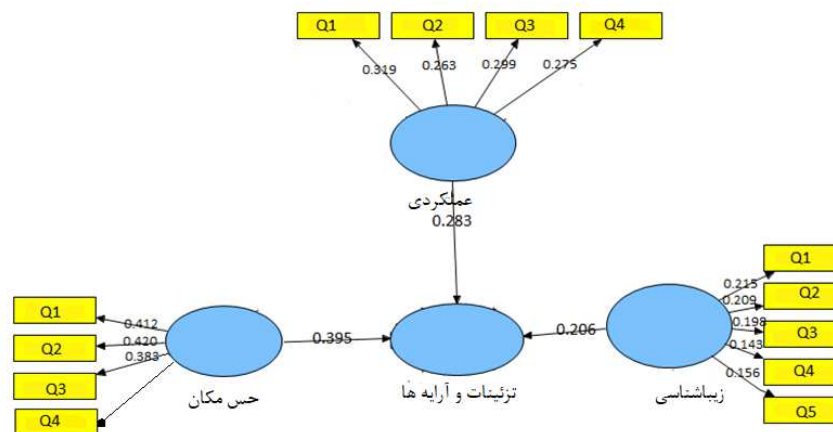 Q1
Q2
Q3
Q4
0.319
0.263
0.299
0.275
عملکردی
0.283
Q1
Q2
Q3
Q4
0.412
0.420
0.383
حس مکان
0.395
تزئینات و آرایه ها
0.206
زیباشناسی
0.215
0.209
0.198
0.143
0.156
Q1
Q2
Q3
Q4
Q5